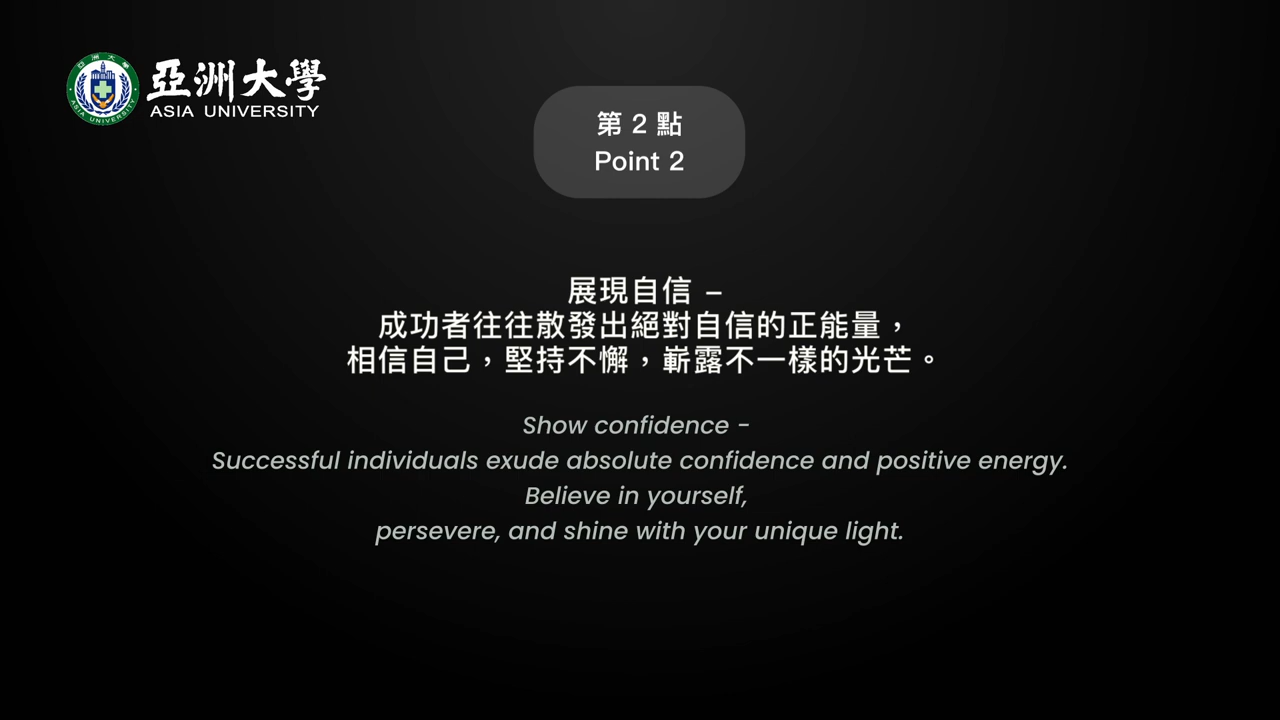 亞洲大學
ASIA UNIVERSITY
第 2 點
Point 2
展現自信 –
成功者往往散發出絕對自信的正能量，
相信自己，堅持不懈，嶄露不一樣的光芒。
Show confidence -
Successful individuals exude absolute confidence and positive energy.
Believe in yourself,
persevere, and shine with your unique light.